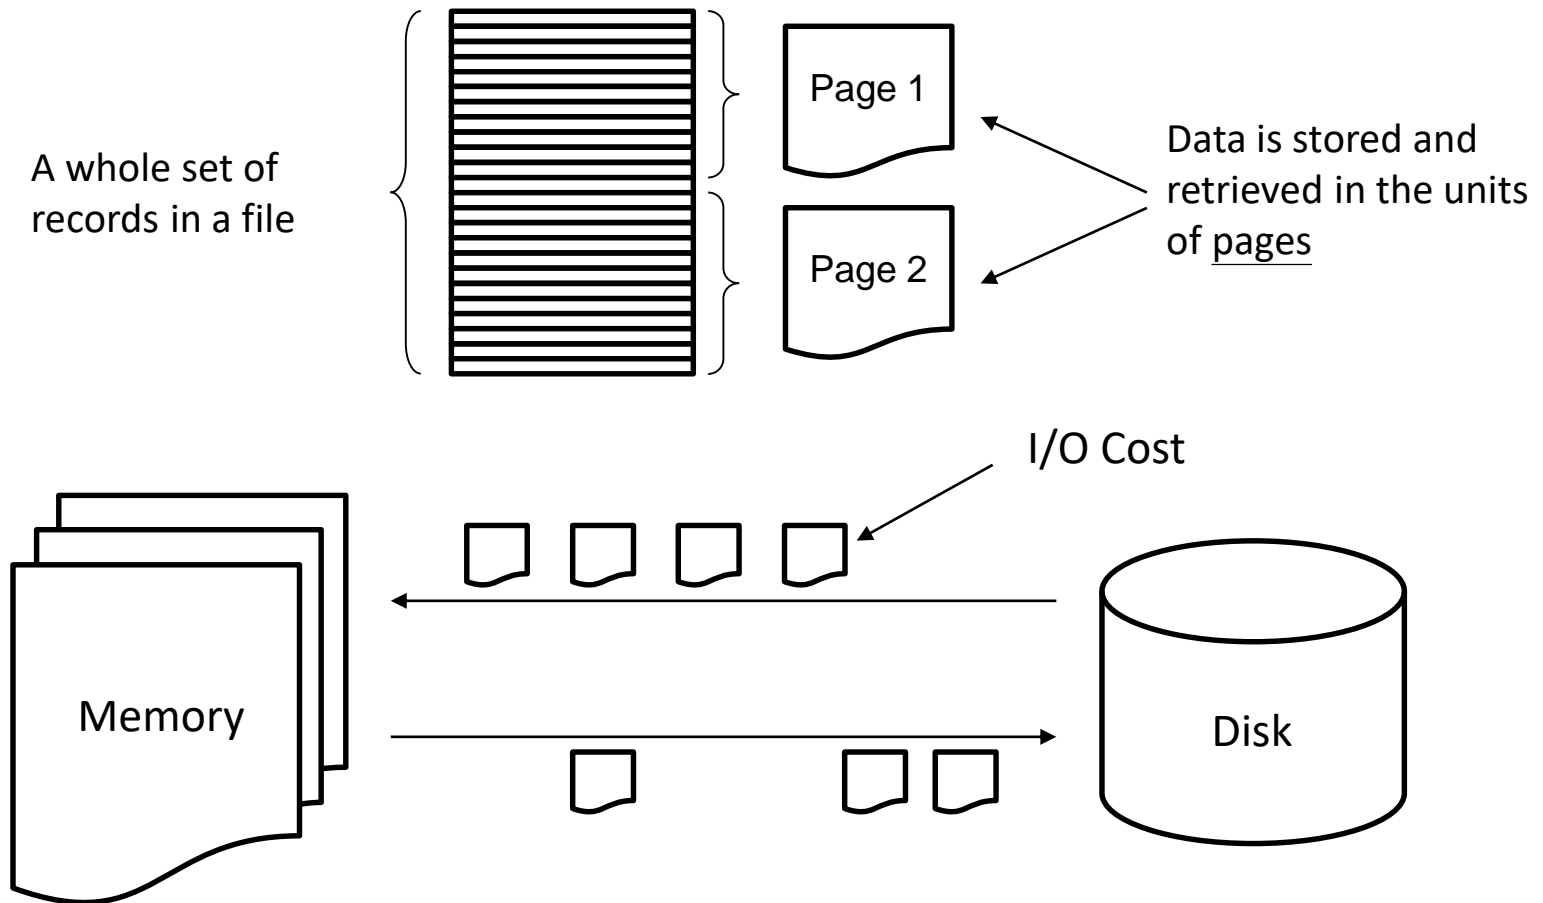 A whole set of
records in a file
Page 1
Page 2
Data is stored and
retrieved in the units
of pages
I/O Cost
Memory
Disk